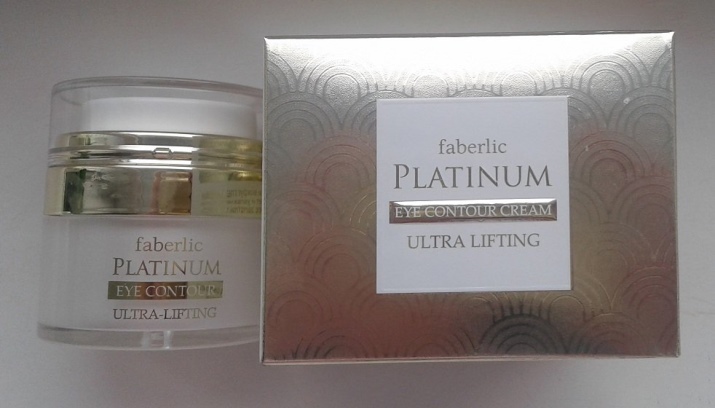 faberlic
PLATINUM
EYE CONTOUR
ULTRA-LIFTING
faberlic
PLATINUM
EYE CONTOUR CREAM
ULTRA LIFTING